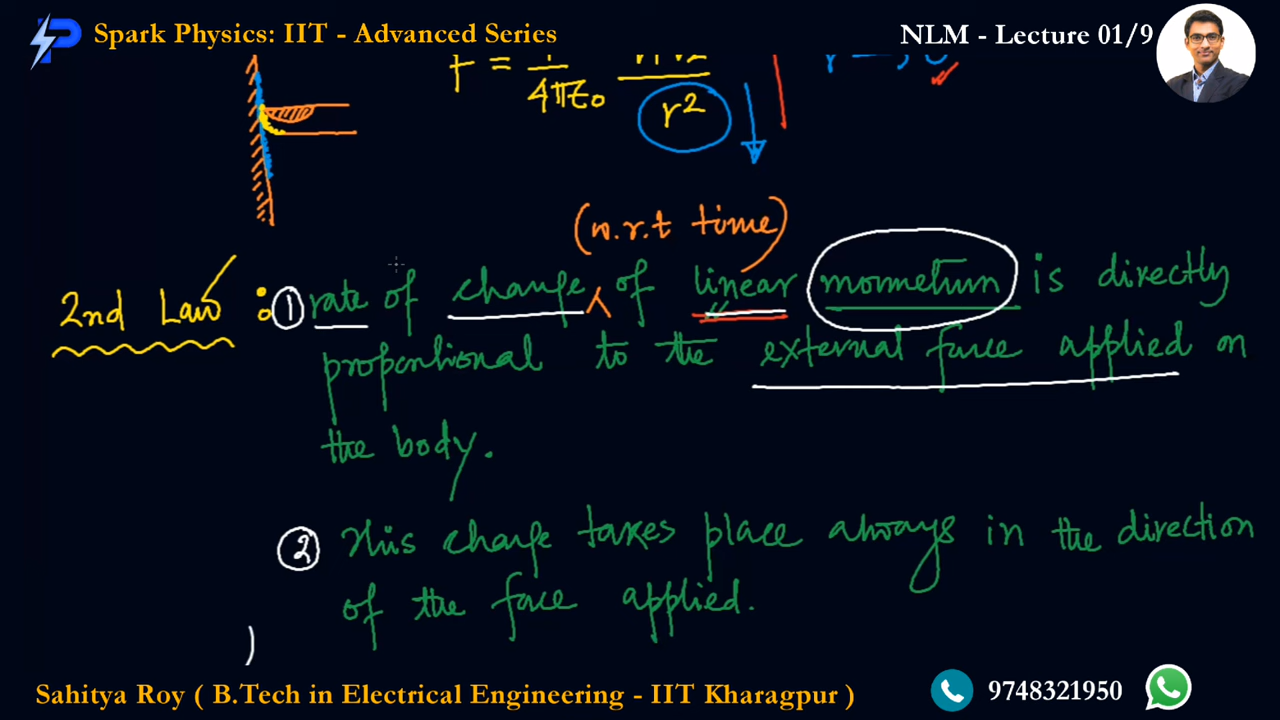 Spark Physics: IIT - Advanced Series
NLM - Lecture 01/9
4πε₀
r²
(w.r.t time)
2nd Law : ① rate of change ⋏ of linear momentum is directly
proportional to the external force applied on
the body.
② This change takes place always in the direction
of the force applied.
)
Sahitya Roy ( B.Tech in Electrical Engineering - IIT Kharagpur )
9748321950